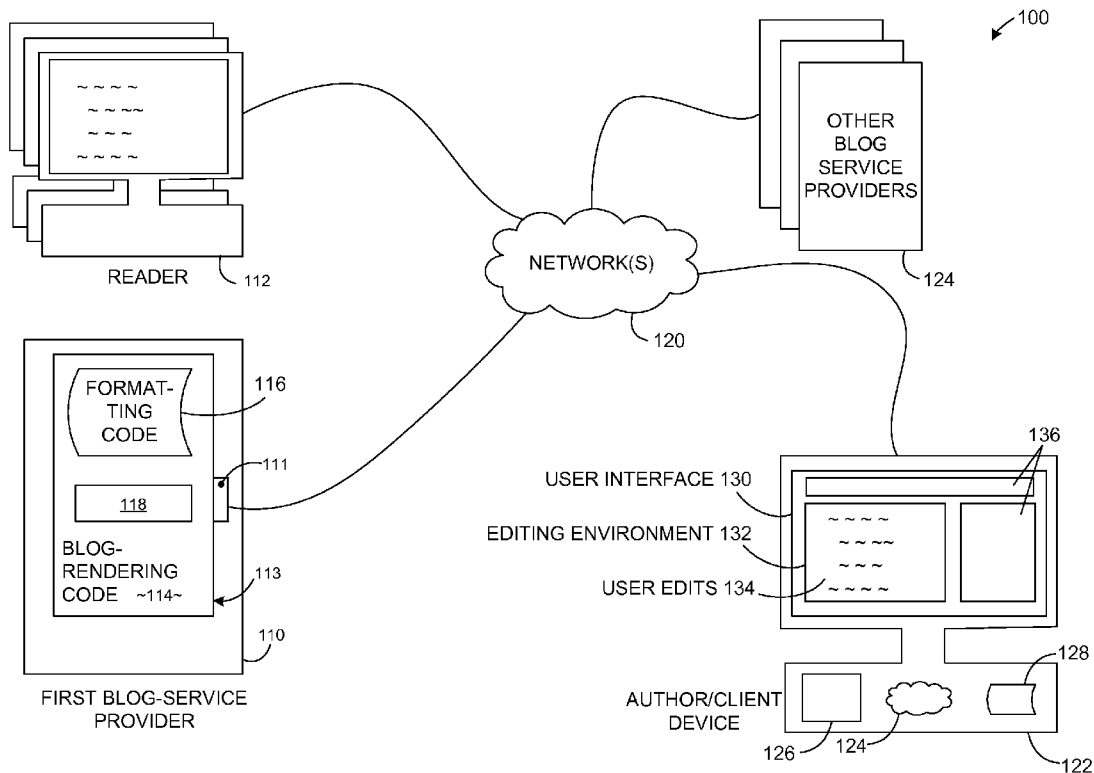 100
~ ~ ~ ~
~ ~ ~~
~ ~ ~
~ ~ ~ ~
READER
112
OTHER
BLOG
SERVICE
PROVIDERS
124
NETWORK(S)
120
FORMAT-
TING
CODE
116
111
118
BLOG-
RENDERING
CODE ~114~
113
110
FIRST BLOG-SERVICE
PROVIDER
136
USER INTERFACE 130
EDITING ENVIRONMENT 132
USER EDITS 134
~ ~ ~ ~
~ ~ ~~
~ ~ ~
~ ~ ~ ~
AUTHOR/CLIENT
DEVICE
126
124
128
122